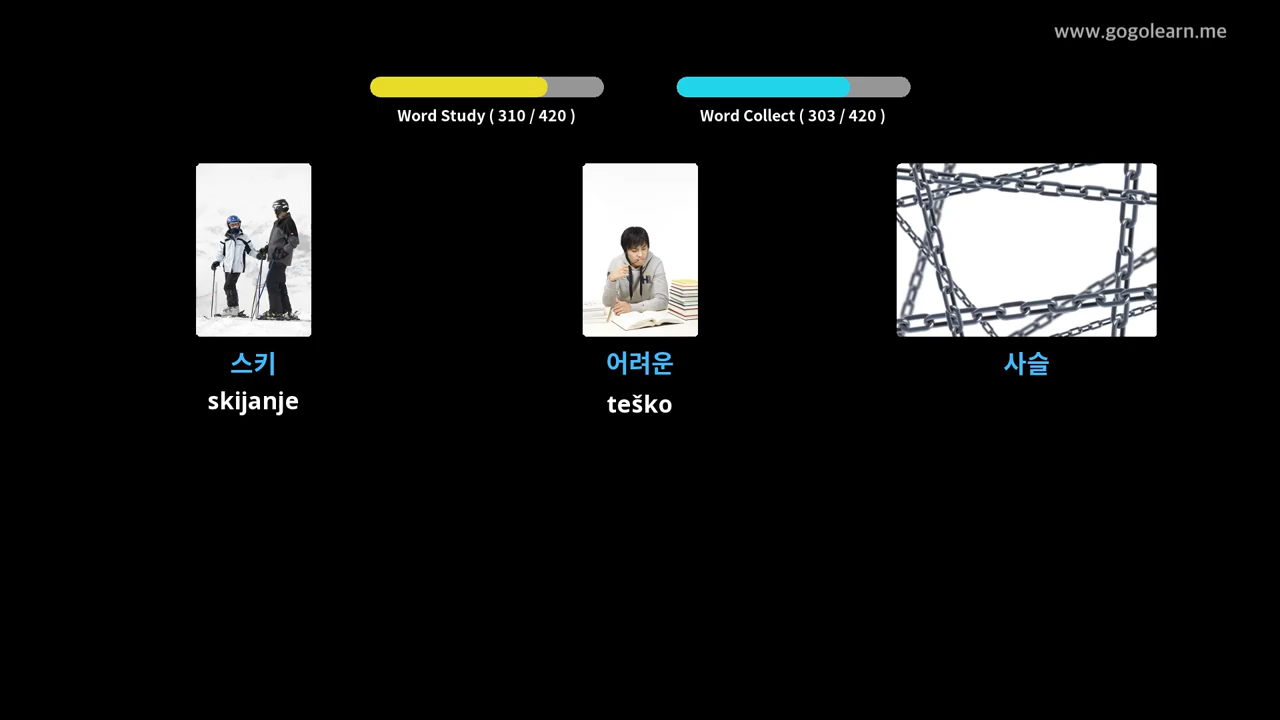 www.gogolearn.me
Word Study ( 310 / 420 )
Word Collect ( 303 / 420 )
스키
어려운
사슬
skijanje
teško